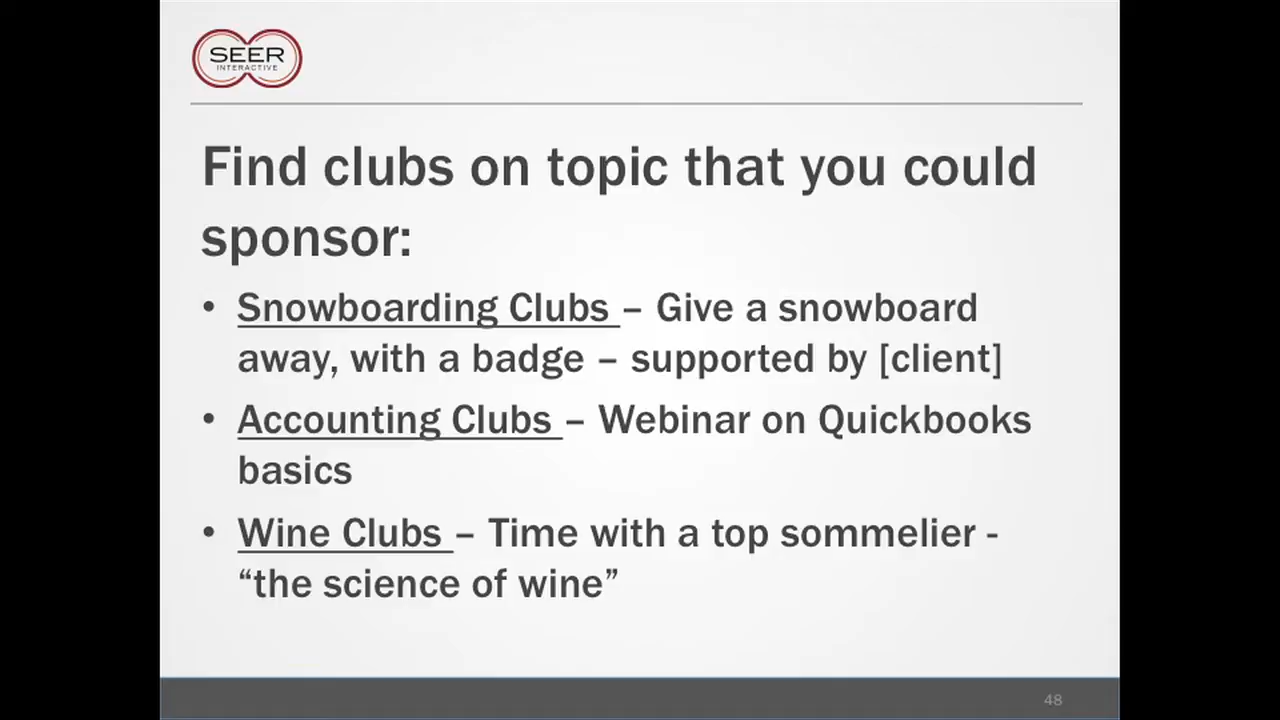 SEER
INTERACTIVE
Find clubs on topic that you could
sponsor:
• Snowboarding Clubs – Give a snowboard
away, with a badge – supported by [client]
• Accounting Clubs – Webinar on Quickbooks
basics
• Wine Clubs – Time with a top sommelier -
“the science of wine”
48